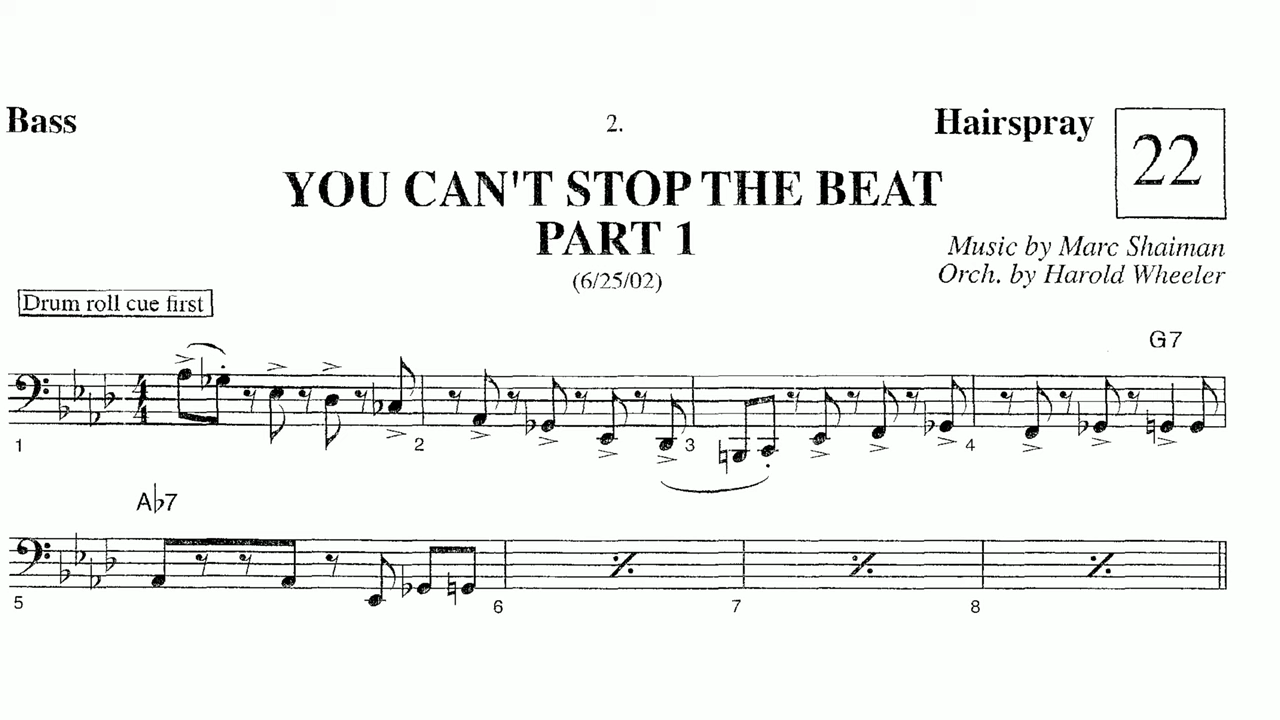 Bass 2. Hairspray 22
YOU CAN'T STOP THE BEAT
PART 1
(6/25/02)
Music by Marc Shaiman
Orch. by Harold Wheeler
Drum roll cue first
G7
1 2 3 4
A♭7
5 6 7 8